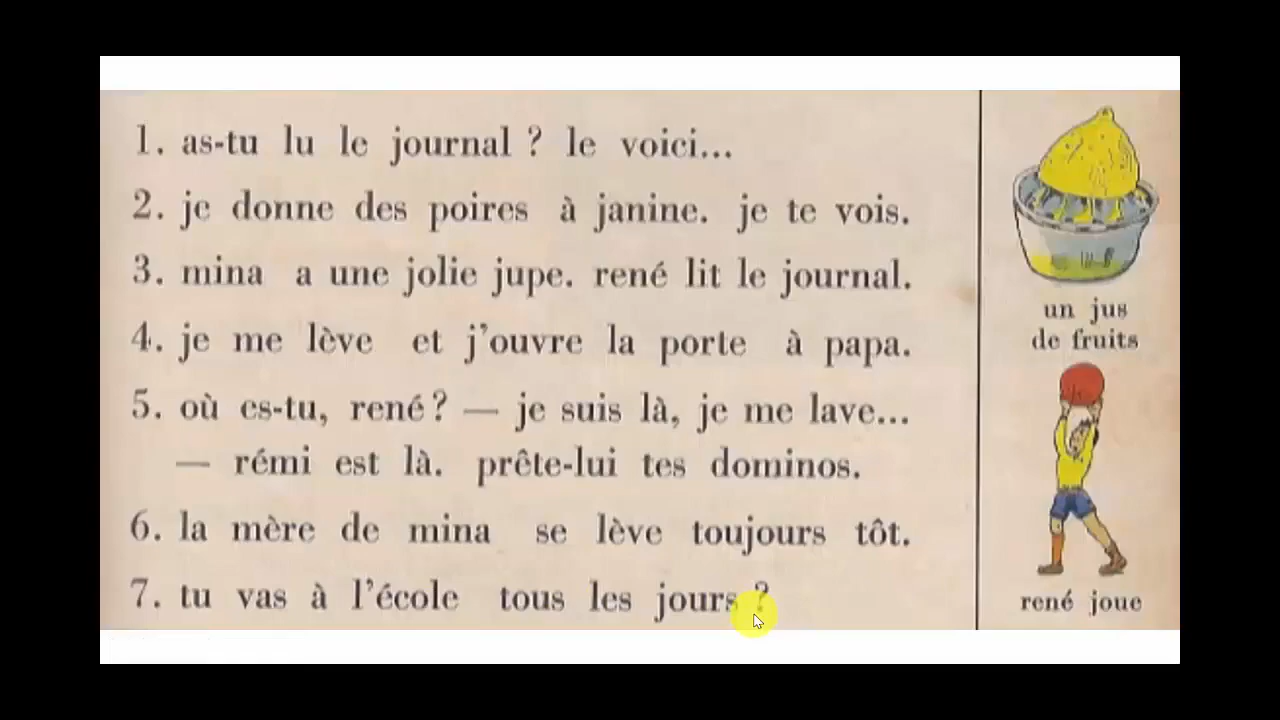 1. as-tu lu le journal ? le voici...
2. je donne des poires à janine. je te vois.
3. mina a une jolie jupe. rené lit le journal.
4. je me lève et j'ouvre la porte à papa.
5. où es-tu, rené ? — je suis là, je me lave...
— rémi est là. prête-lui tes dominos.
6. la mère de mina se lève toujours tôt.
7. tu vas à l'école tous les jours ?
un jus
de fruits
rené joue